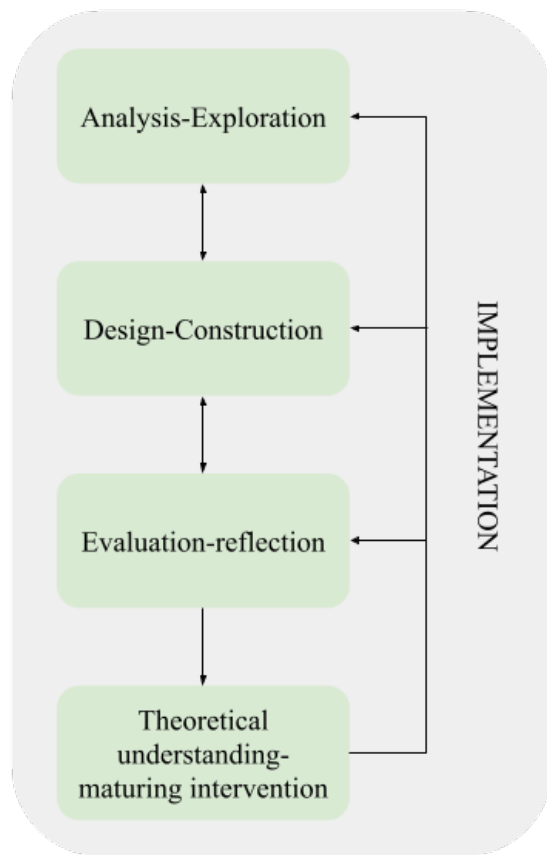 Analysis-Exploration
Design-Construction
Evaluation-reflection
Theoretical
understanding-
maturing intervention
IMPLEMENTATION